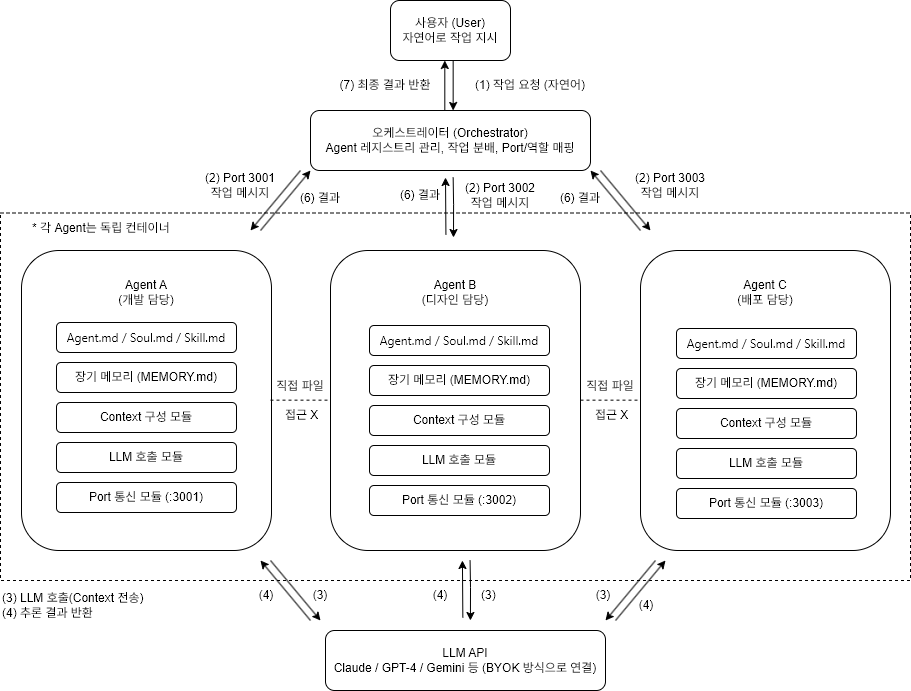 사용자 (User)
자연어로 작업 지시
(7) 최종 결과 반환
(1) 작업 요청 (자연어)
오케스트레이터 (Orchestrator)
Agent 레지스트리 관리, 작업 분배, Port/역할 매핑
(2) Port 3001
작업 메시지
(6) 결과
(6) 결과
(2) Port 3002
작업 메시지
(6) 결과
(2) Port 3003
작업 메시지
* 각 Agent는 독립 컨테이너
Agent A
(개발 담당)
Agent.md / Soul.md / Skill.md
장기 메모리 (MEMORY.md)
Context 구성 모듈
LLM 호출 모듈
Port 통신 모듈 (:3001)
직접 파일
접근 X
Agent B
(디자인 담당)
Agent.md / Soul.md / Skill.md
장기 메모리 (MEMORY.md)
Context 구성 모듈
LLM 호출 모듈
Port 통신 모듈 (:3002)
직접 파일
접근 X
Agent C
(배포 담당)
Agent.md / Soul.md / Skill.md
장기 메모리 (MEMORY.md)
Context 구성 모듈
LLM 호출 모듈
Port 통신 모듈 (:3003)
(3) LLM 호출(Context 전송)
(4) 추론 결과 반환
(4)
(3)
(4)
(3)
(3)
(4)
LLM API
Claude / GPT-4 / Gemini 등 (BYOK 방식으로 연결)